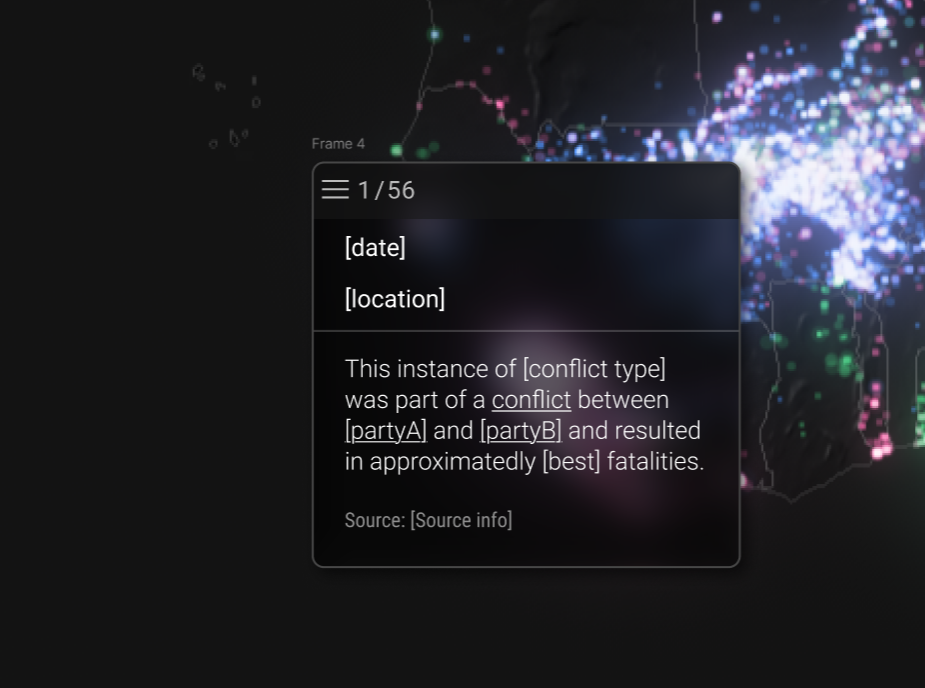 Frame 4
1/56
[date]
[location]
This instance of [conflict type]
was part of a conflict between
[partyA] and [partyB] and resulted
in approximatedly [best] fatalities.
Source: [Source info]